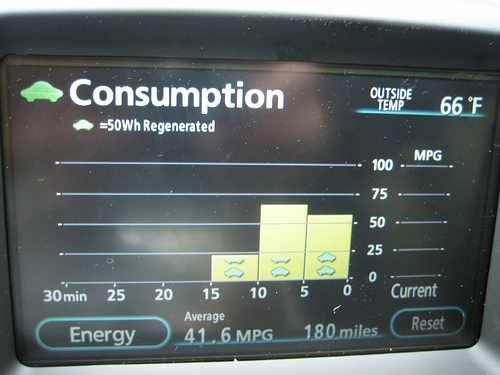 Consumption
OUTSIDE TEMP 66 °F
=50Wh Regenerated
MPG
100
75
50
25
0
30min 25 20 15 10 5 0 Current
Energy
Average
41.6 MPG 180 miles
Reset